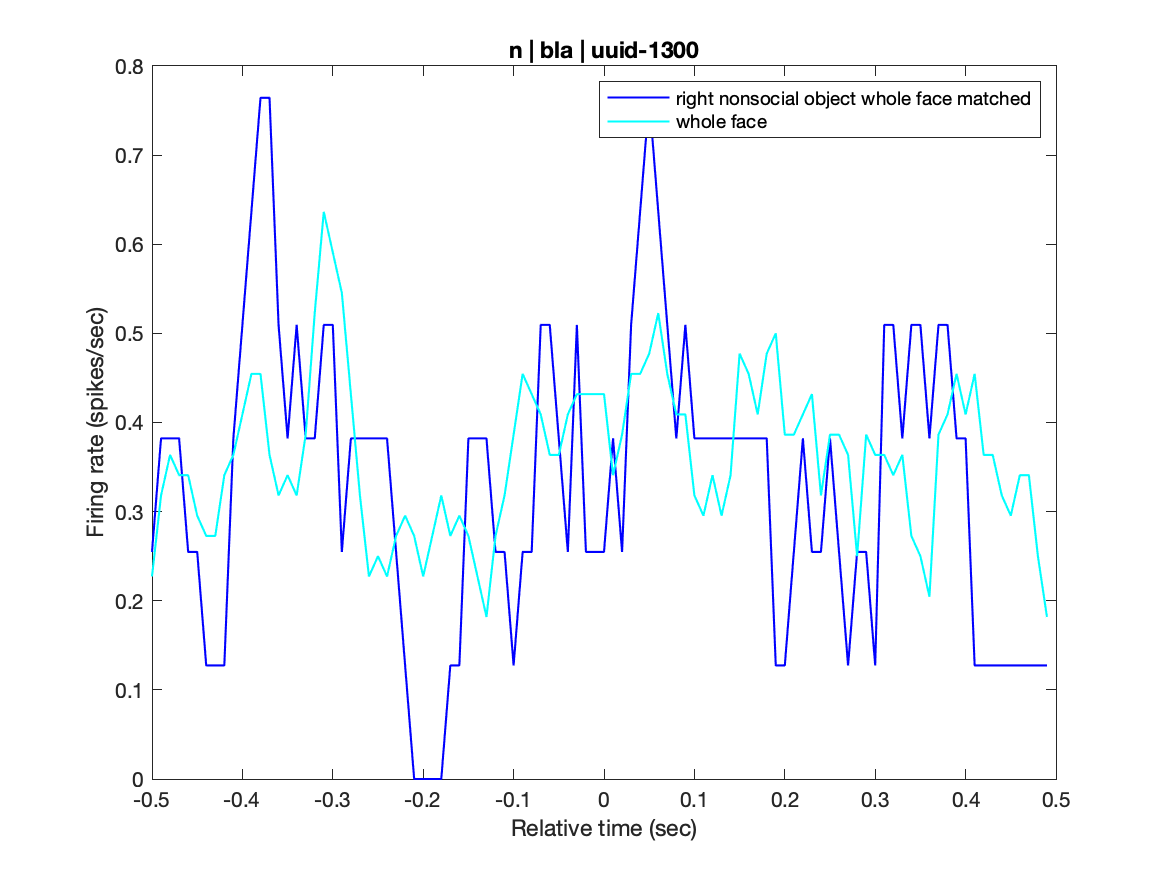 n | bla | uuid-1300
right nonsocial object whole face matched
whole face
Firing rate (spikes/sec)
0.8
0.7
0.6
0.5
0.4
0.3
0.2
0.1
0
-0.5 -0.4 -0.3 -0.2 -0.1 0 0.1 0.2 0.3 0.4 0.5
Relative time (sec)